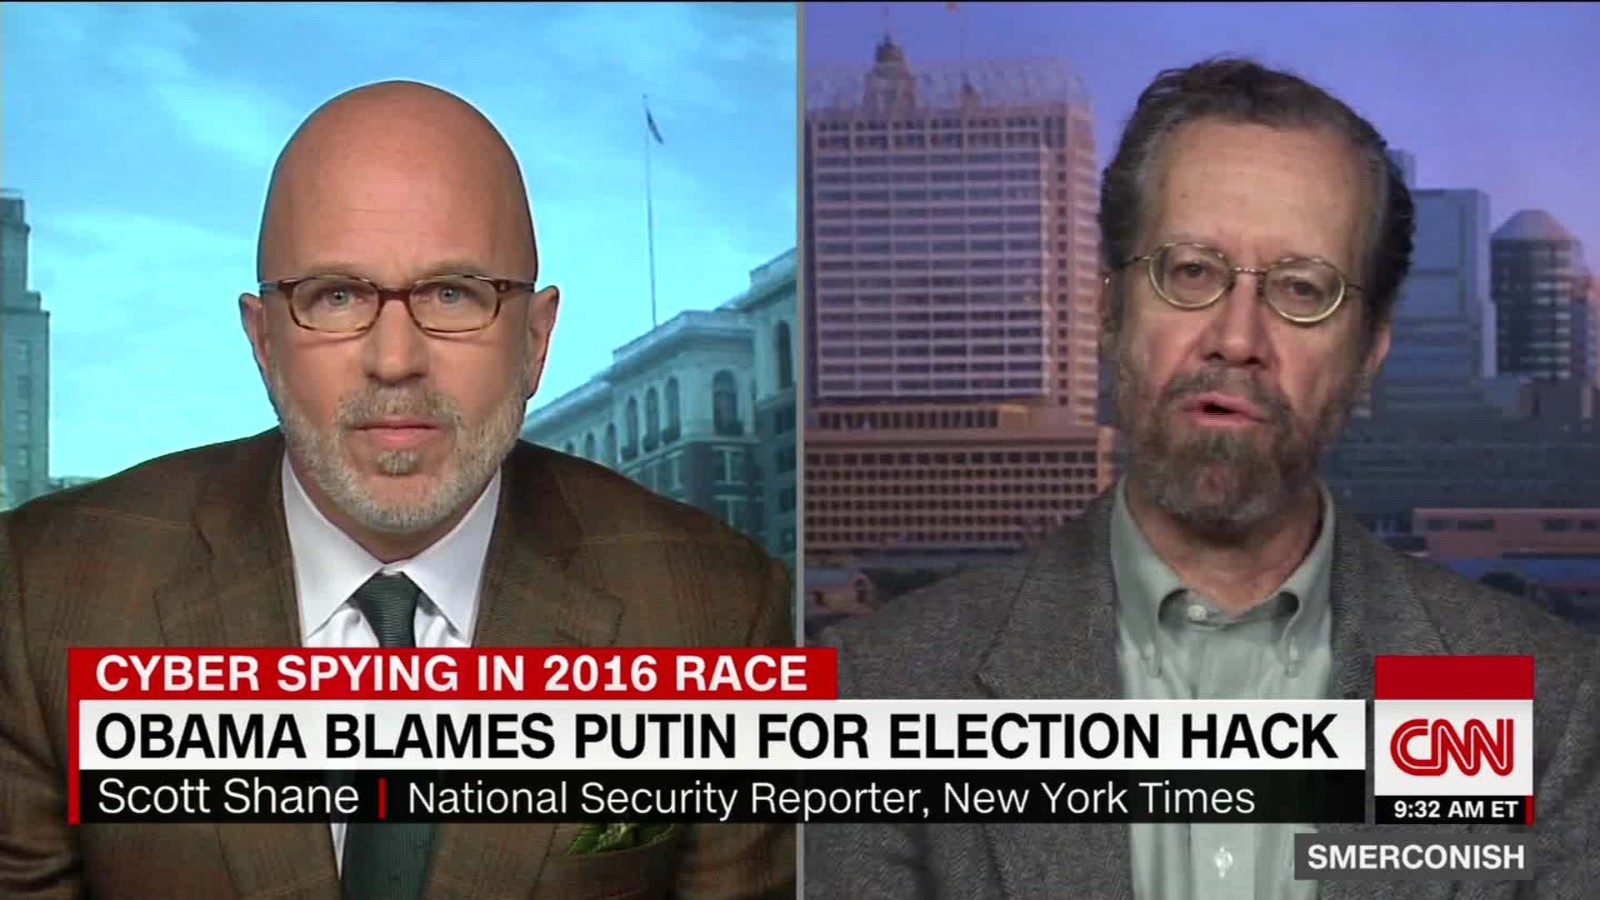 CYBER SPYING IN 2016 RACE
OBAMA BLAMES PUTIN FOR ELECTION HACK
Scott Shane | National Security Reporter, New York Times
CNN
9:32 AM ET
SMERCONISH